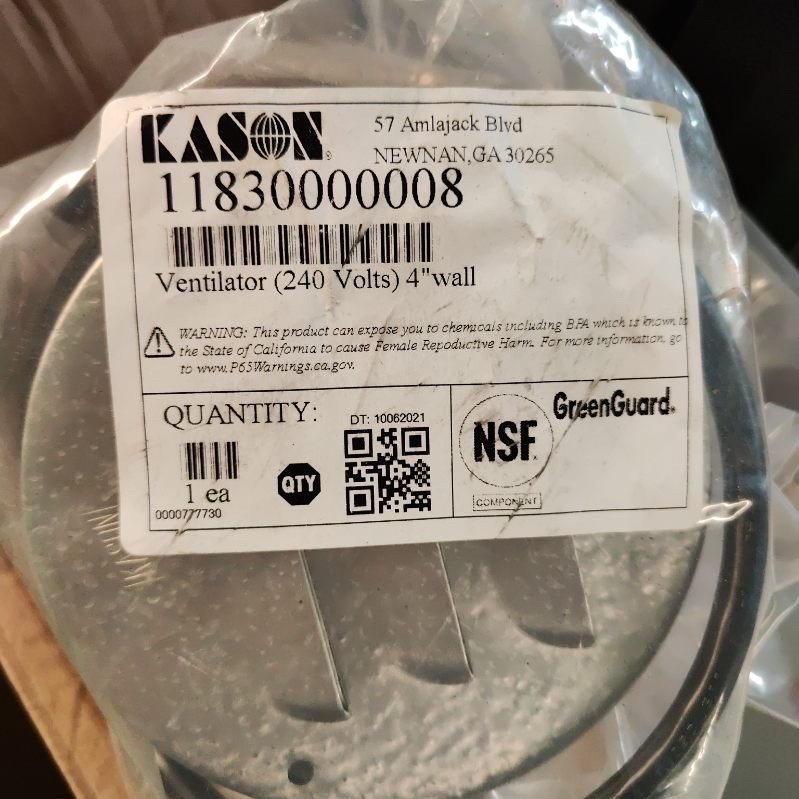 KASON® 57 Amlajack Blvd
NEWNAN,GA 30265
11830000008
Ventilator (240 Volts) 4"wall
WARNING: This product can expose you to chemicals including BPA which is known to
the State of California to cause Female Repoductive Harm. For more information, go
to www.P65Warnings.ca.gov.
QUANTITY:
1 ea
0000777730
QTY
DT: 10062021
NSF.
COMPONENT
GreenGuard.